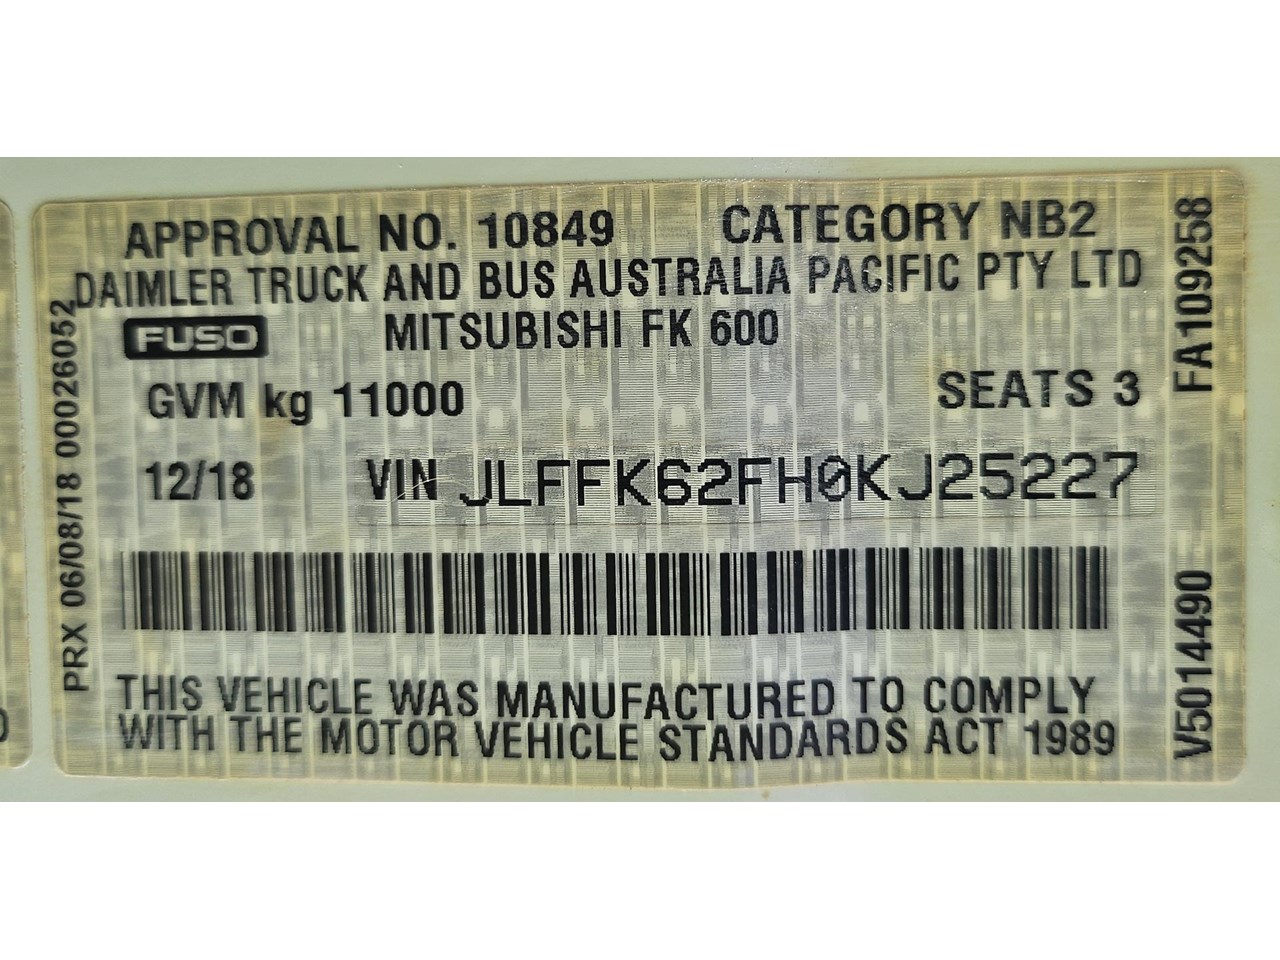 APPROVAL NO. 10849 CATEGORY NB2
DAIMLER TRUCK AND BUS AUSTRALIA PACIFIC PTY LTD
FUSO MITSUBISHI FK 600
GVM kg 11000 SEATS 3
12/18 VIN JLFFK62FH0KJ25227
THIS VEHICLE WAS MANUFACTURED TO COMPLY
WITH THE MOTOR VEHICLE STANDARDS ACT 1989
PRX 06/08/18 00026052
V5014490 FA109258